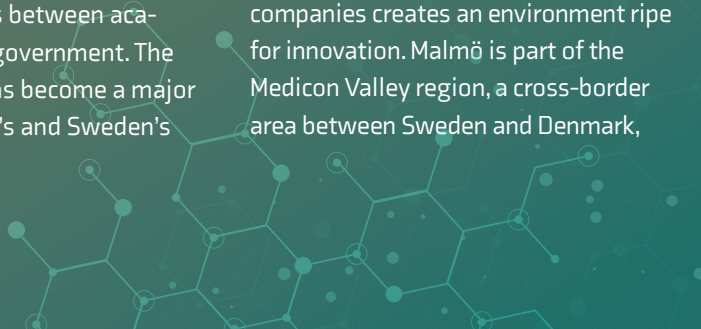 between aca-
government. The
become a major
and Sweden’s
companies creates an environment ripe
for innovation. Malmö is part of the
Medicon Valley region, a cross-border
area between Sweden and Denmark,